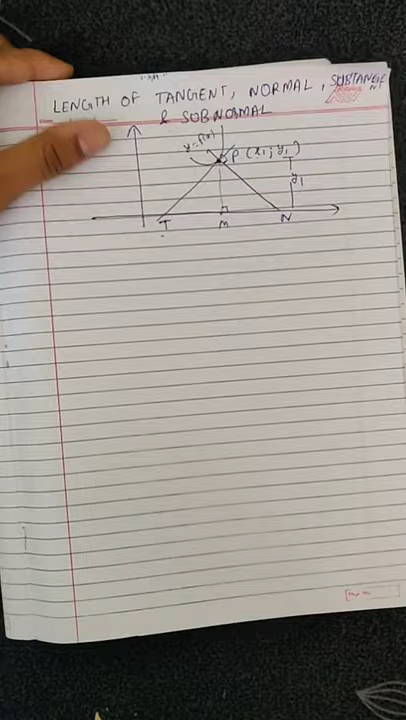 LENGTH OF TANGENT, NORMAL, SUBTANGENT
& SUBNORMAL
y=f(x)
P (x₁, y₁)
y₁
T
M
N